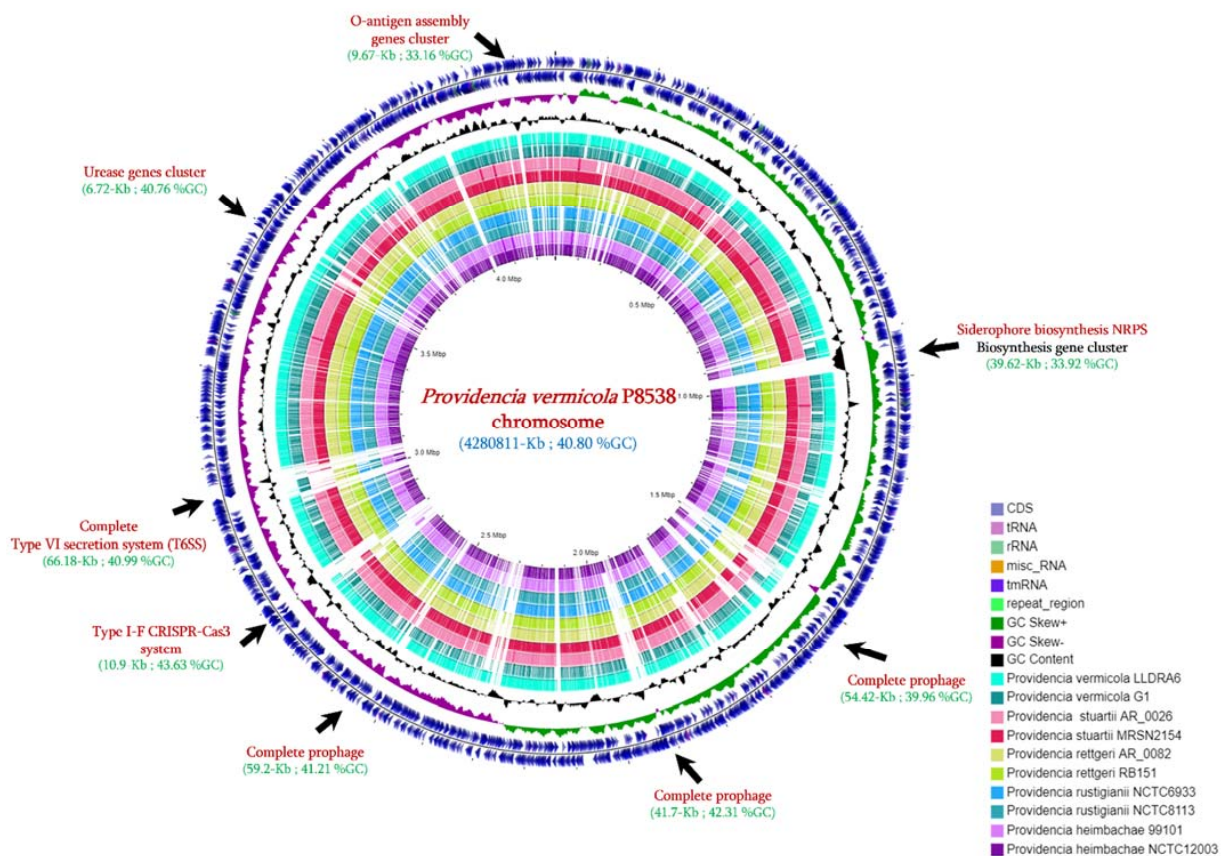 O-antigen assembly
genes cluster
(9.67-Kb ; 33.16 %GC)
Urease genes cluster
(6.72-Kb ; 40.76 %GC)
Siderophore biosynthesis NRPS
Biosynthesis gene cluster
(39.62-Kb ; 33.92 %GC)
4.0 Mbp
0.5 Mbp
3.5 Mbp
1.0 Mbp
Providencia vermicola P8538
chromosome
(4280811-Kb ; 40.80 %GC)
3.0 Mbp
1.5 Mbp
2.5 Mbp
2.0 Mbp
Complete
Type VI secretion system (T6SS)
(66.18-Kb ; 40.99 %GC)
Type I-F CRISPR-Cas3
system
(10.9-Kb ; 43.63 %GC)
Complete prophage
(54.42-Kb ; 39.96 %GC)
Complete prophage
(59.2-Kb ; 41.21 %GC)
Complete prophage
(41.7-Kb ; 42.31 %GC)
CDS
tRNA
rRNA
misc_RNA
tmRNA
repeat_region
GC Skew+
GC Skew-
GC Content
Providencia vermicola LLDRA6
Providencia vermicola G1
Providencia stuartii AR_0026
Providencia stuartii MRSN2154
Providencia rettgeri AR_0082
Providencia rettgeri RB151
Providencia rustigianii NCTC6933
Providencia rustigianii NCTC8113
Providencia heimbachae 99101
Providencia heimbachae NCTC12003